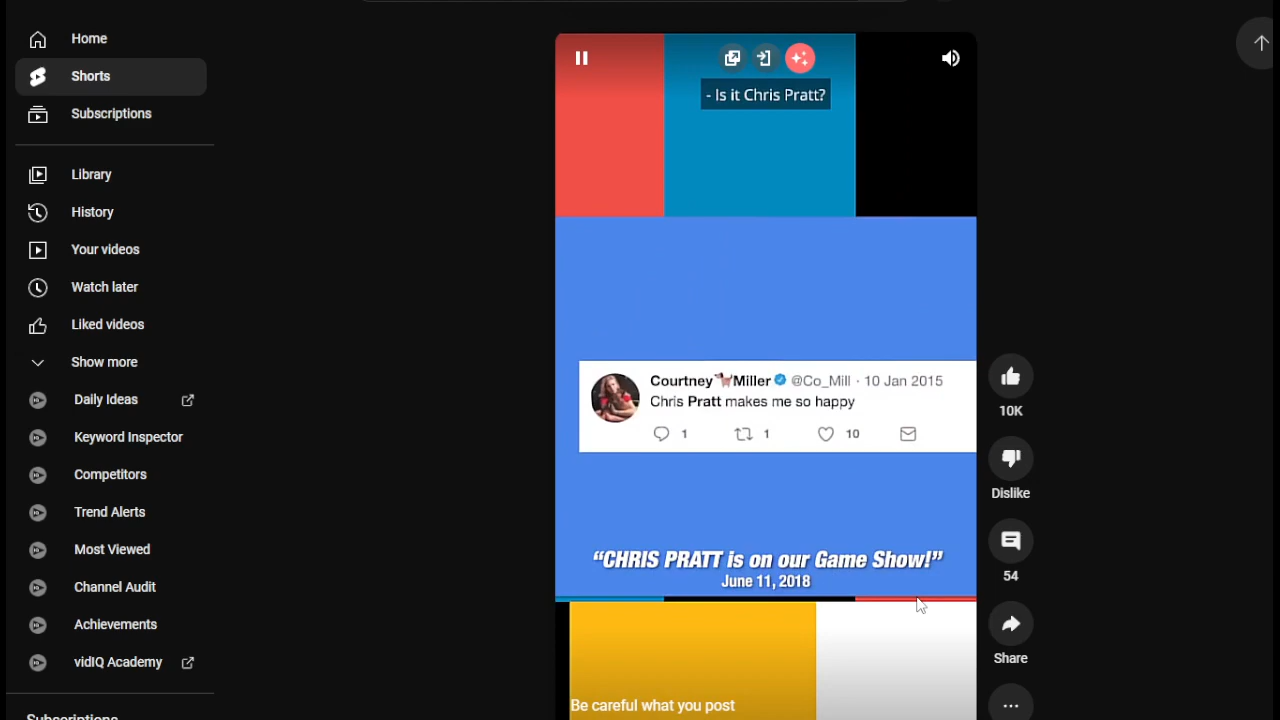 Home
Shorts
Subscriptions
Library
History
Your videos
Watch later
Liked videos
Show more
Daily Ideas
Keyword Inspector
Competitors
Trend Alerts
Most Viewed
Channel Audit
Achievements
vidIQ Academy
Subscriptions
- Is it Chris Pratt?
Courtney Miller @Co_Mill · 10 Jan 2015
Chris Pratt makes me so happy
1 1 10
“CHRIS PRATT is on our Game Show!”
June 11, 2018
Be careful what you post
10K
Dislike
54
Share